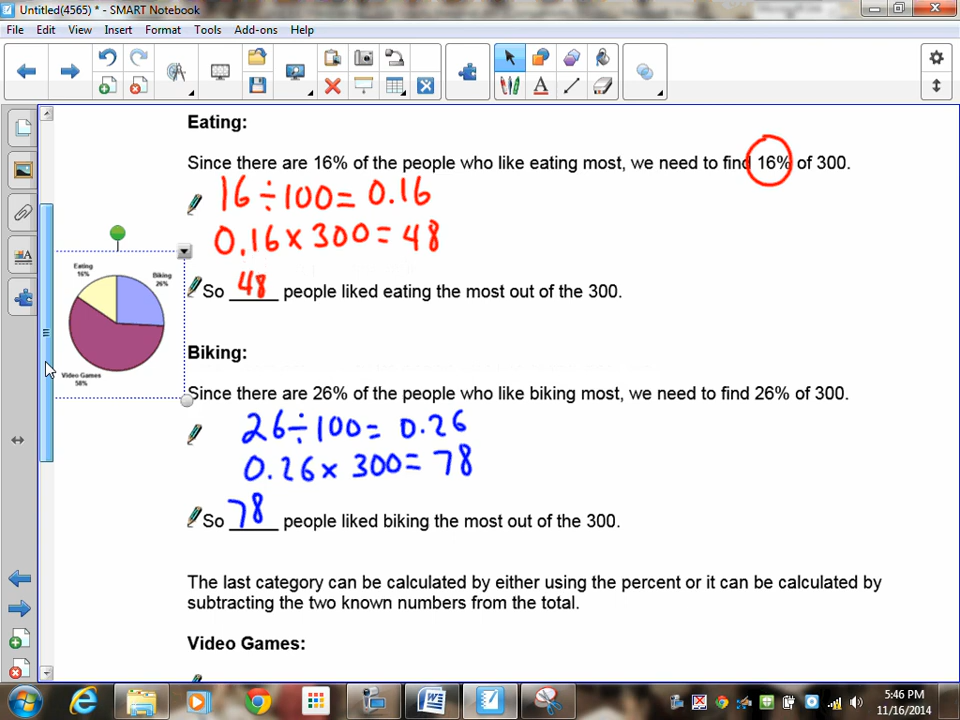 Untitled(4565) * - SMART Notebook
File Edit View Insert Format Tools Add-ons Help
Eating:
Since there are 16% of the people who like eating most, we need to find 16% of 300.
16 ÷ 100 = 0.16
0.16 x 300 = 48
So 48 people liked eating the most out of the 300.
Eating
16%
Biking
26%
Video Games
58%
Biking:
Since there are 26% of the people who like biking most, we need to find 26% of 300.
26 ÷ 100 = 0.26
0.26 x 300 = 78
So 78 people liked biking the most out of the 300.
The last category can be calculated by either using the percent or it can be calculated by
subtracting the two known numbers from the total.
Video Games:
5:46 PM
11/16/2014